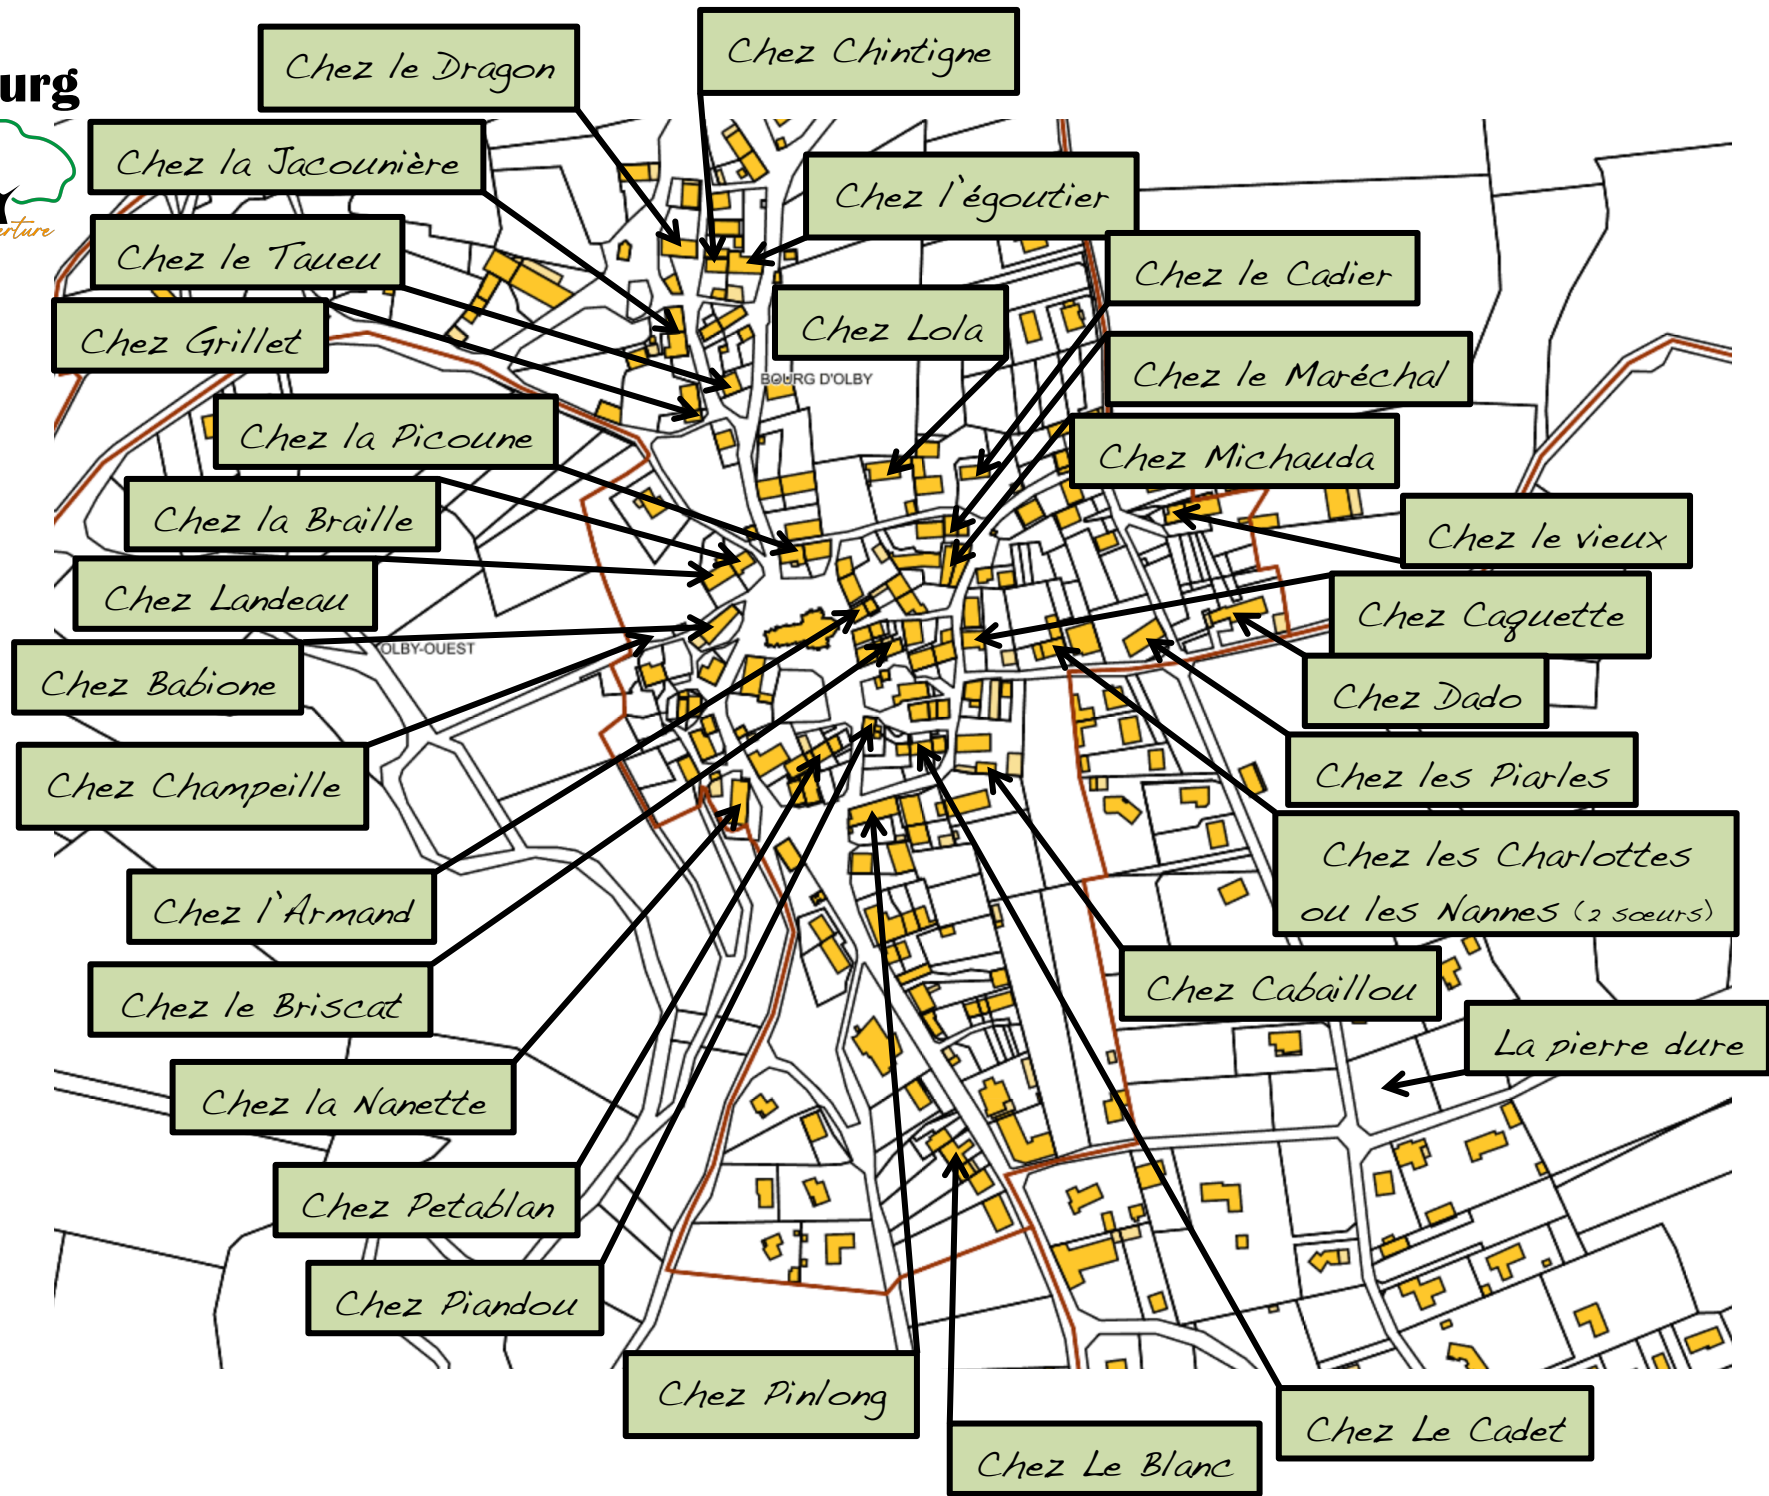 urg
erture
Chez le Dragon
Chez Chintigne
Chez la Jacounière
Chez l'égoutier
Chez le Taueu
Chez le Cadier
Chez Grillet
Chez Lola
Chez le Maréchal
BOURG D'OLBY
Chez la Picoune
Chez Michauda
Chez la Braille
Chez le vieux
Chez Landeau
Chez Caquette
OLBY-OUEST
Chez Babione
Chez Dado
Chez Champeille
Chez les Piarles
Chez les Charlottes
ou les Nannes (2 sœurs)
Chez l'Armand
Chez le Briscat
Chez Cabaillou
La pierre dure
Chez la Nanette
Chez Petablan
Chez Piandou
Chez Pinlong
Chez Le Cadet
Chez Le Blanc